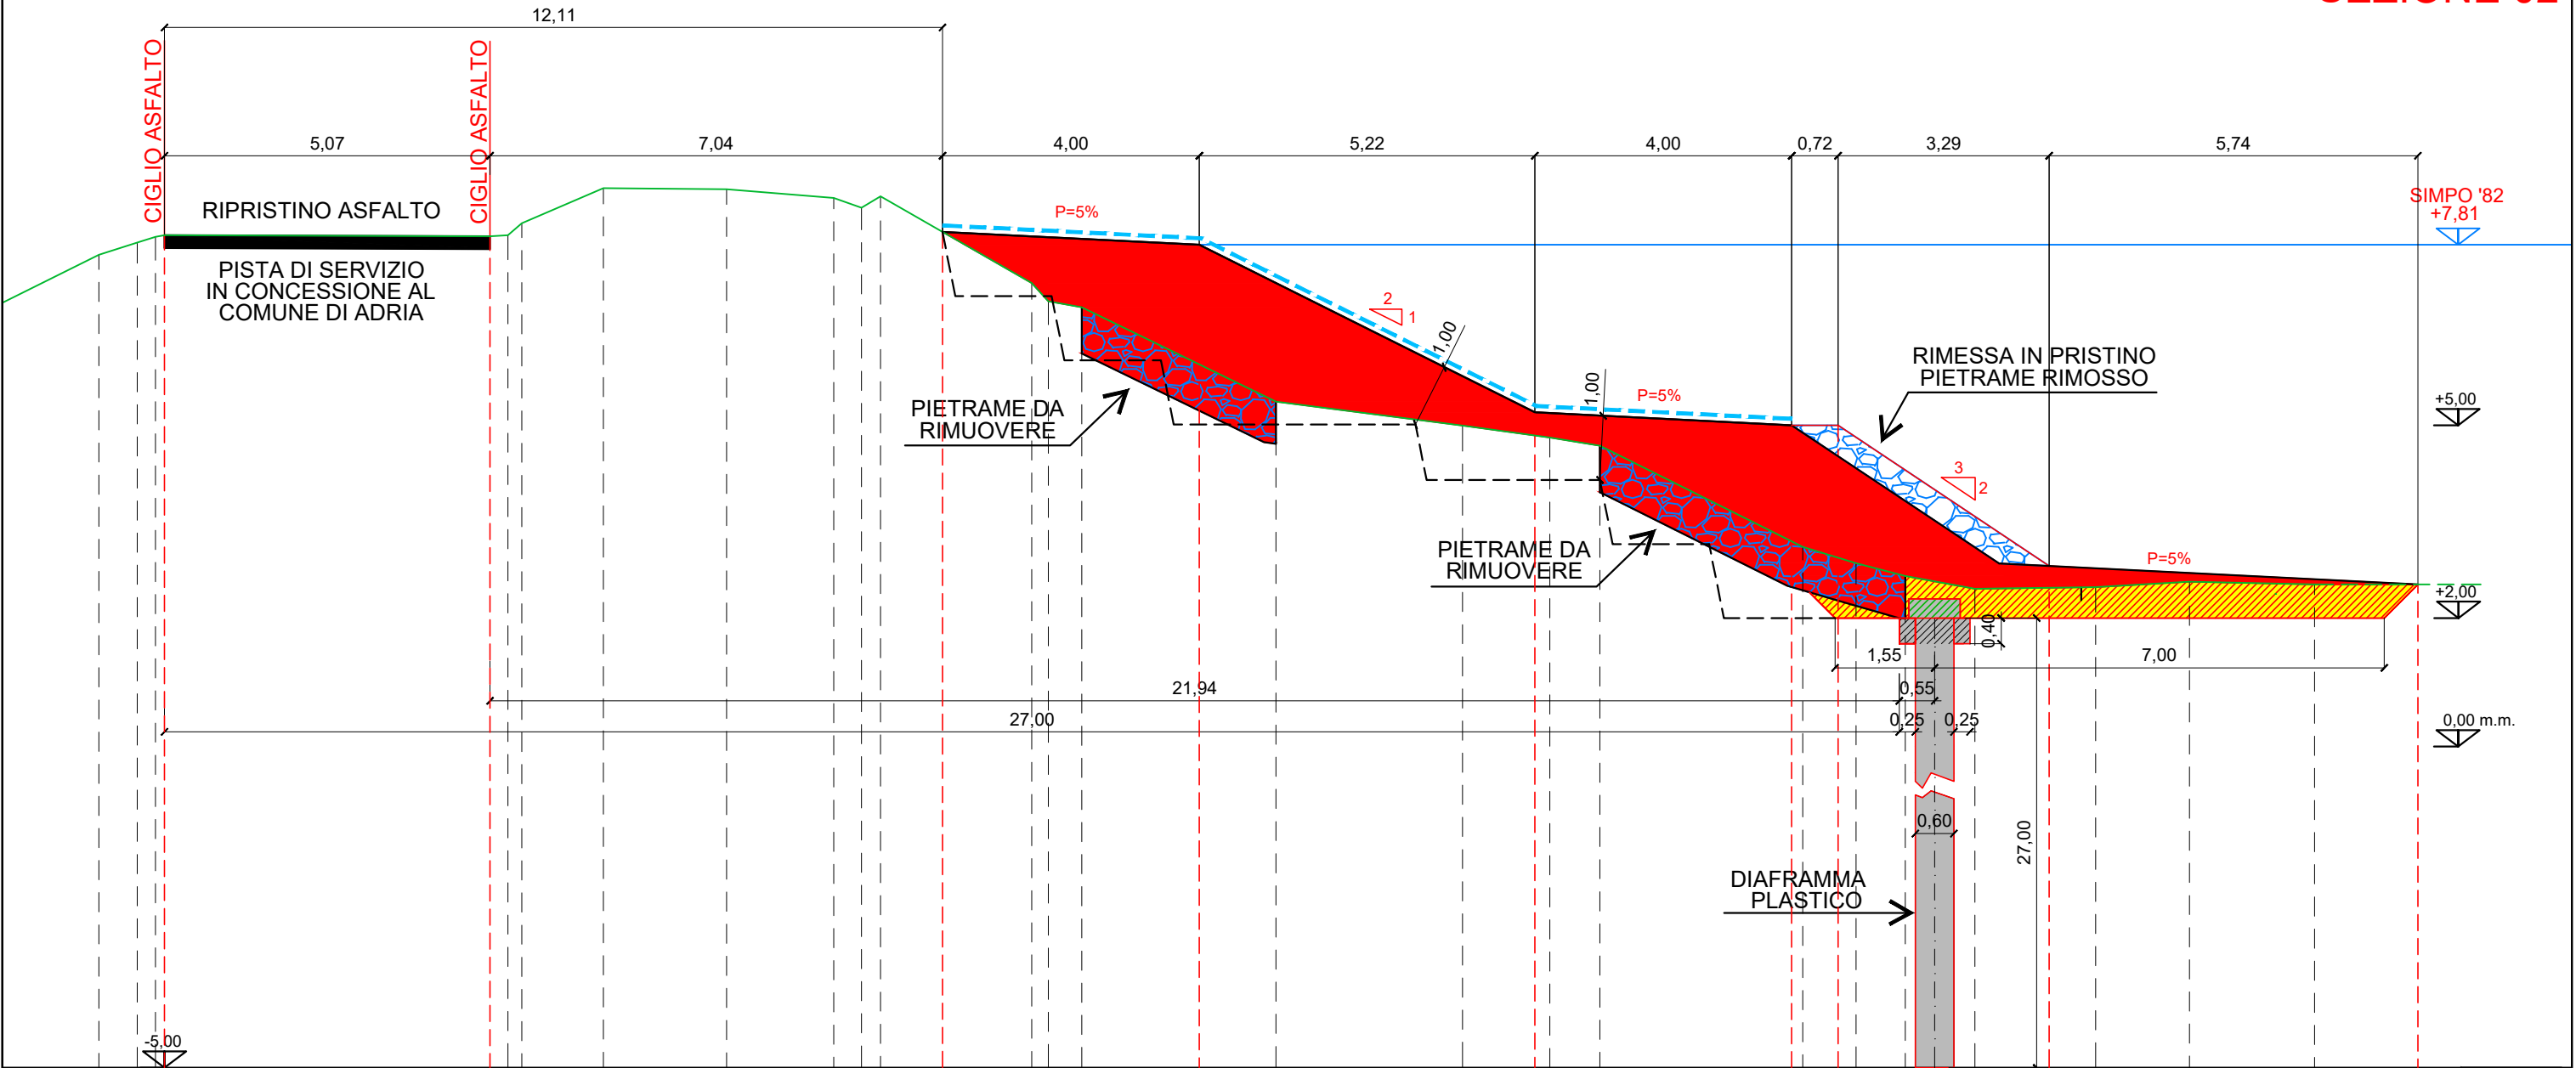 12,11
CIGLIO ASFALTO
CIGLIO ASFALTO
5,07
7,04
4,00
5,22
4,00
0,72
3,29
5,74
RIPRISTINO ASFALTO
PISTA DI SERVIZIO
IN CONCESSIONE AL
COMUNE DI ADRIA
P=5%
SIMPO '82
+7,81
2
1
1,00
1,00
P=5%
RIMESSA IN PRISTINO
PIETRAME RIMOSSO
+5,00
PIETRAME DA
RIMUOVERE
3
2
PIETRAME DA
RIMUOVERE
P=5%
+2,00
0,40
1,55
7,00
21,94
0,55
27,00
0,25
0,25
0,00 m.m.
0,60
27,00
DIAFRAMMA
PLASTICO
-5,00